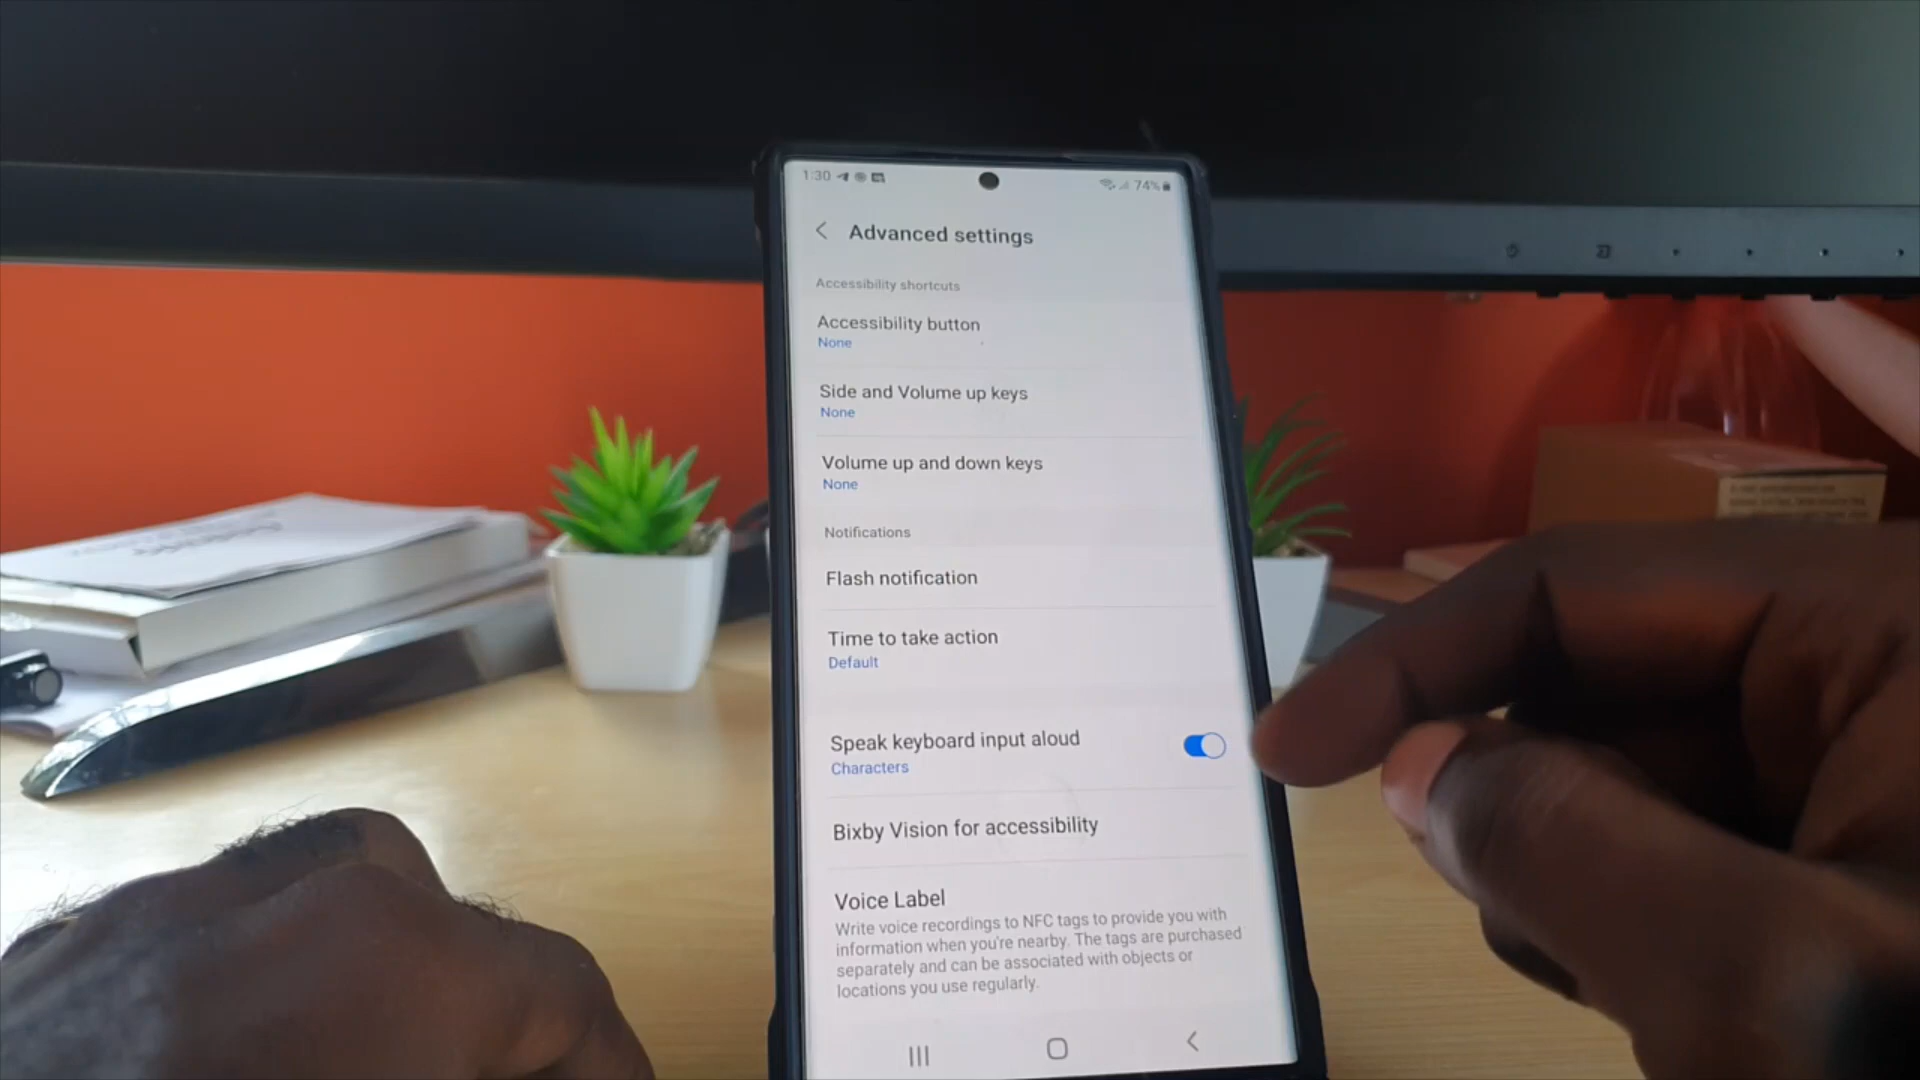 1:30
74%
Advanced settings
Accessibility shortcuts
Accessibility button
None
Side and Volume up keys
None
Volume up and down keys
None
Notifications
Flash notification
Time to take action
Default
Speak keyboard input aloud
Characters
Bixby Vision for accessibility
Voice Label
Write voice recordings to NFC tags to provide you with
information when you're nearby. The tags are purchased
separately and can be associated with objects or
locations you use regularly.